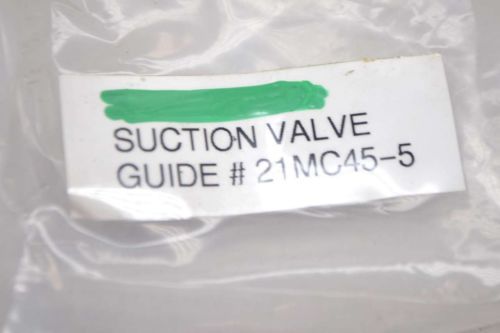 SUCTION VALVE
GUIDE # 21MC45-5